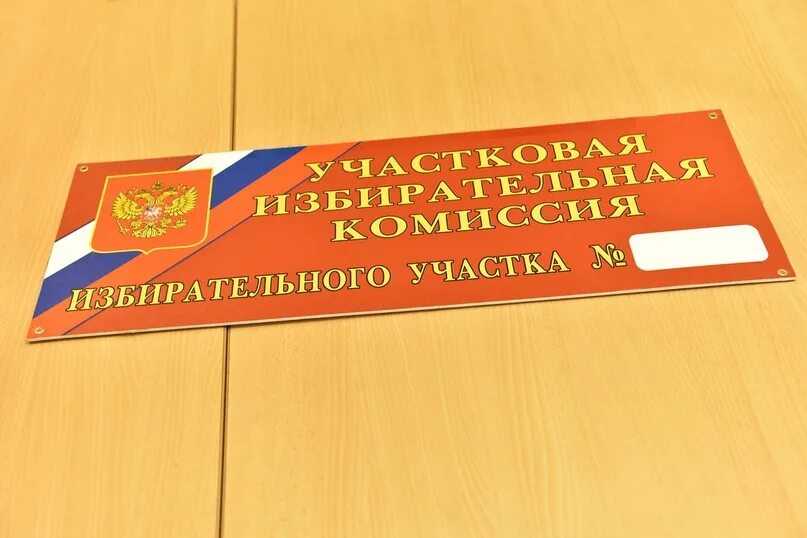 УЧАСТКОВАЯ
ИЗБИРАТЕЛЬНАЯ
КОМИССИЯ
ИЗБИРАТЕЛЬНОГО УЧАСТКА №